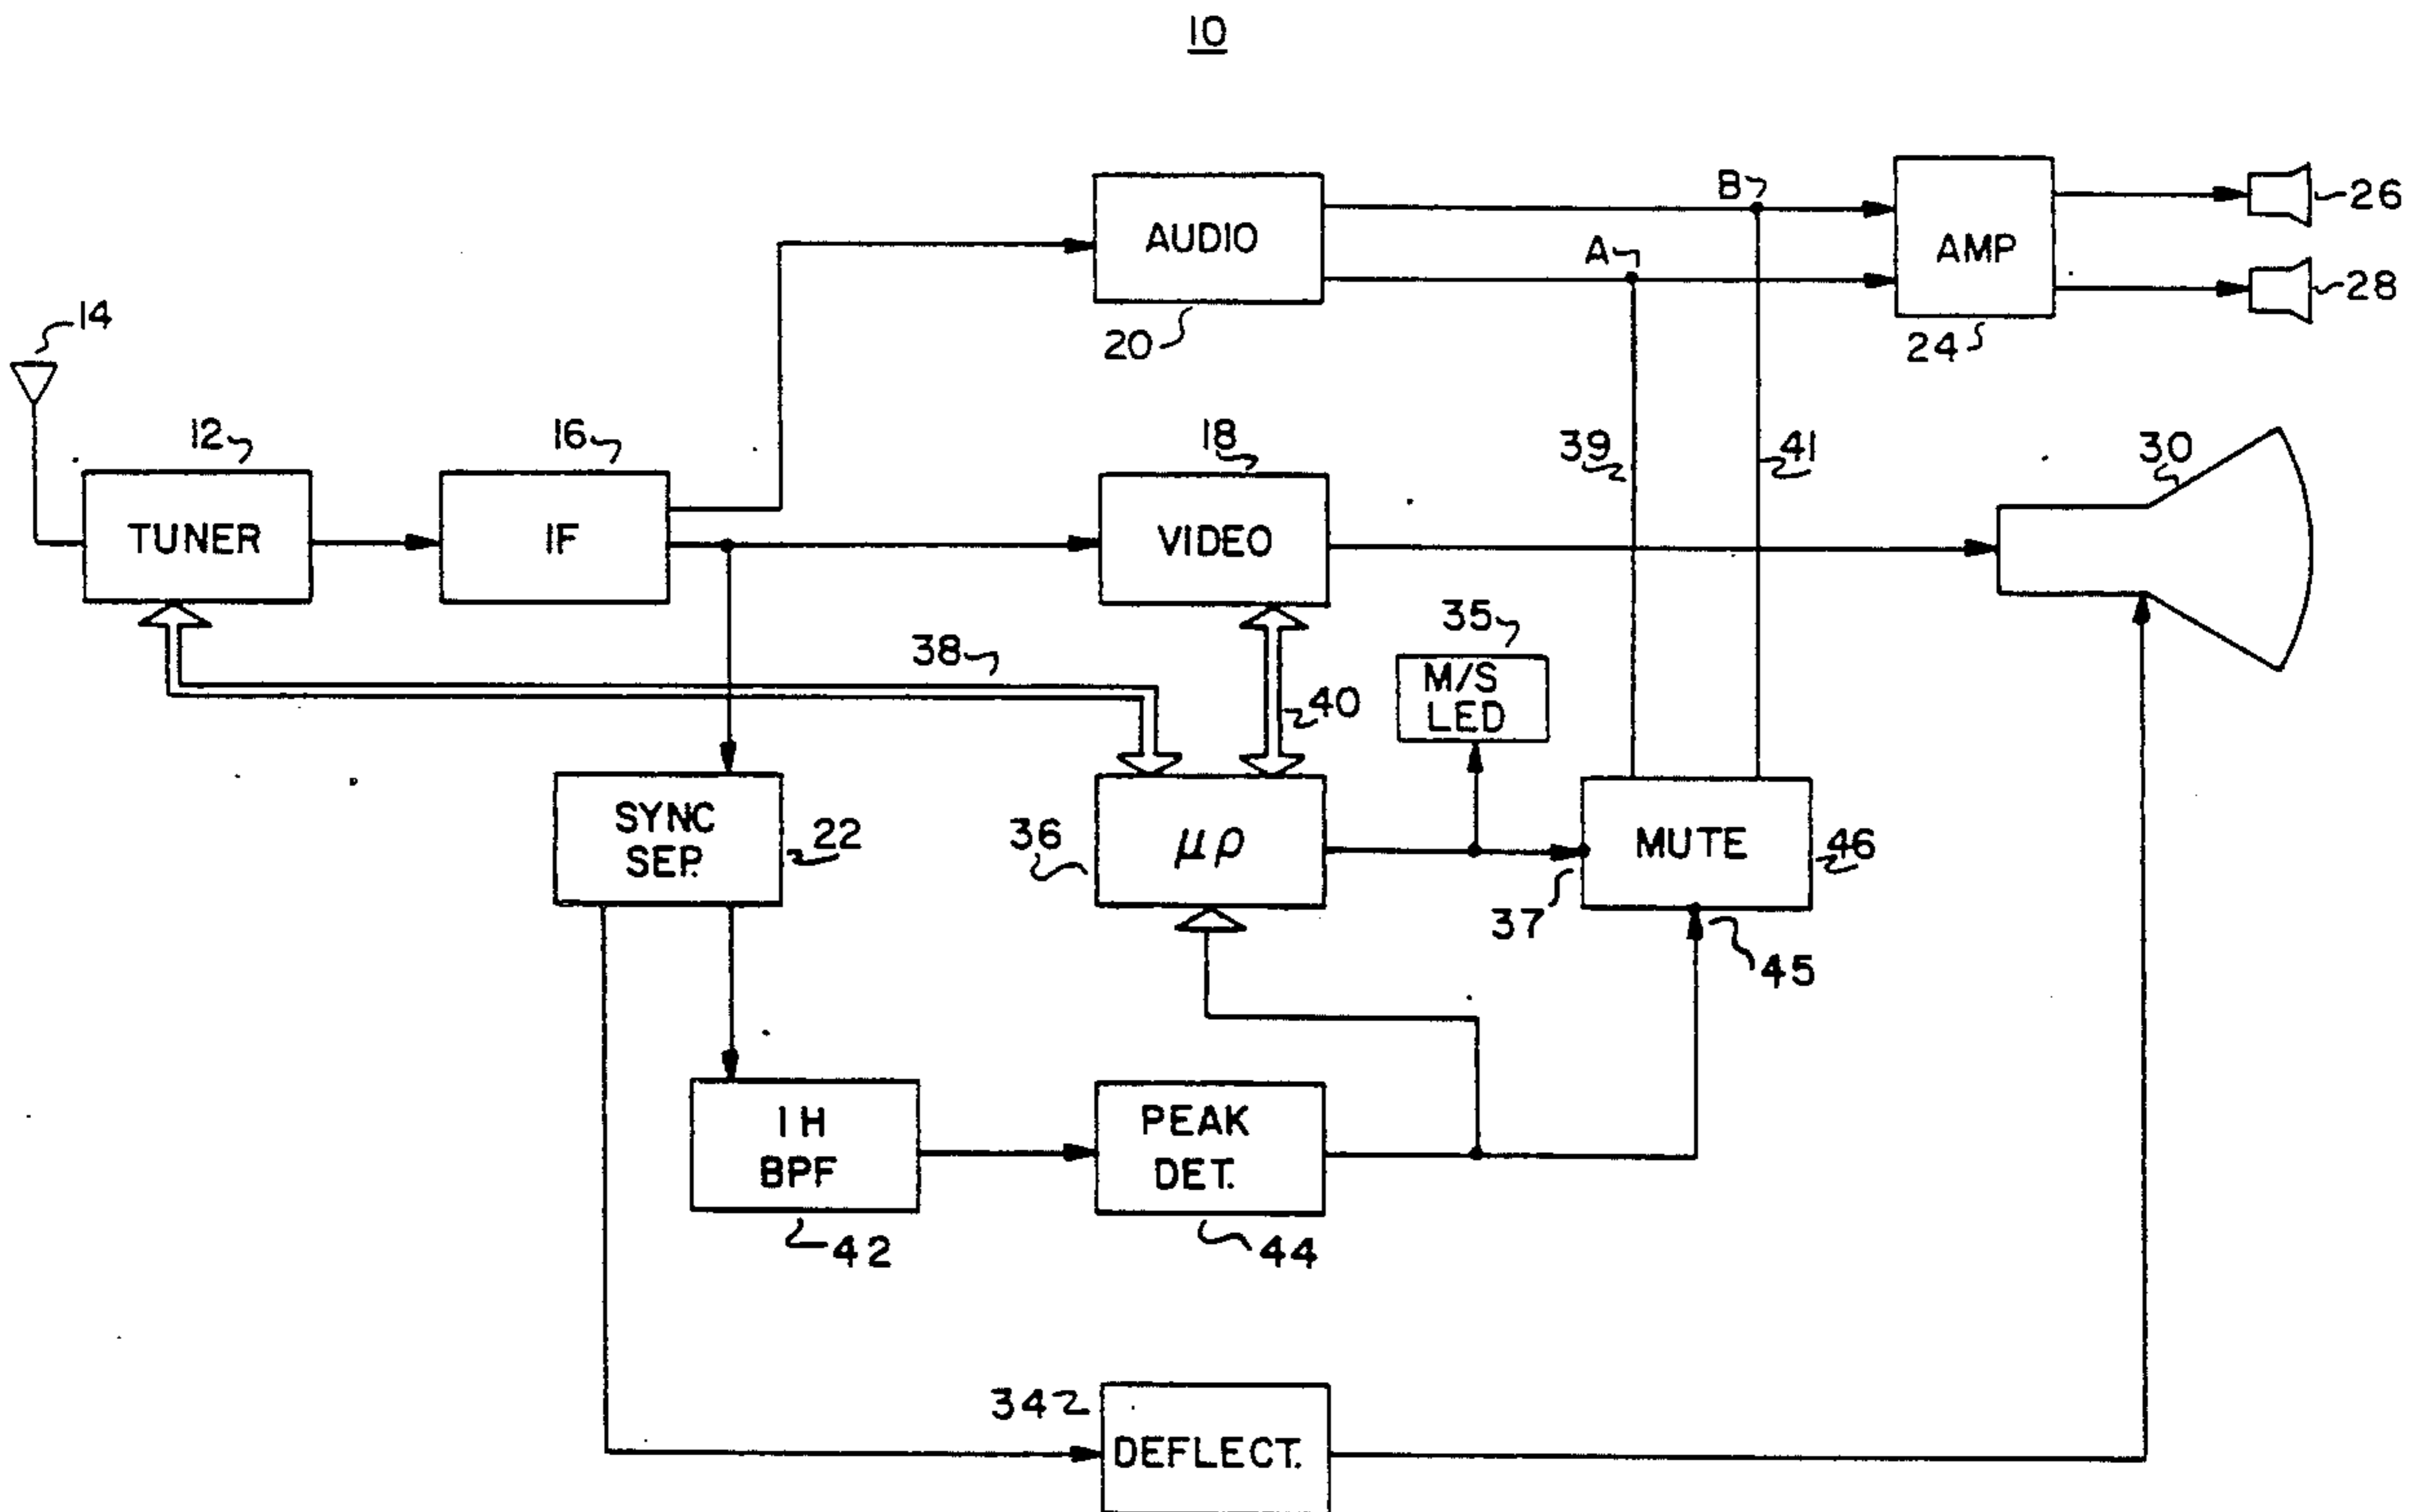 10
B
A
AUDIO
AMP
26
28
20
24
14
12
16
18
39
41
30
TUNER
IF
VIDEO
38
40
35
M/S
LED
SYNC
SEP.
22
36
μρ
37
MUTE
46
45
1H
BPF
42
PEAK
DET.
44
34
DEFLECT.